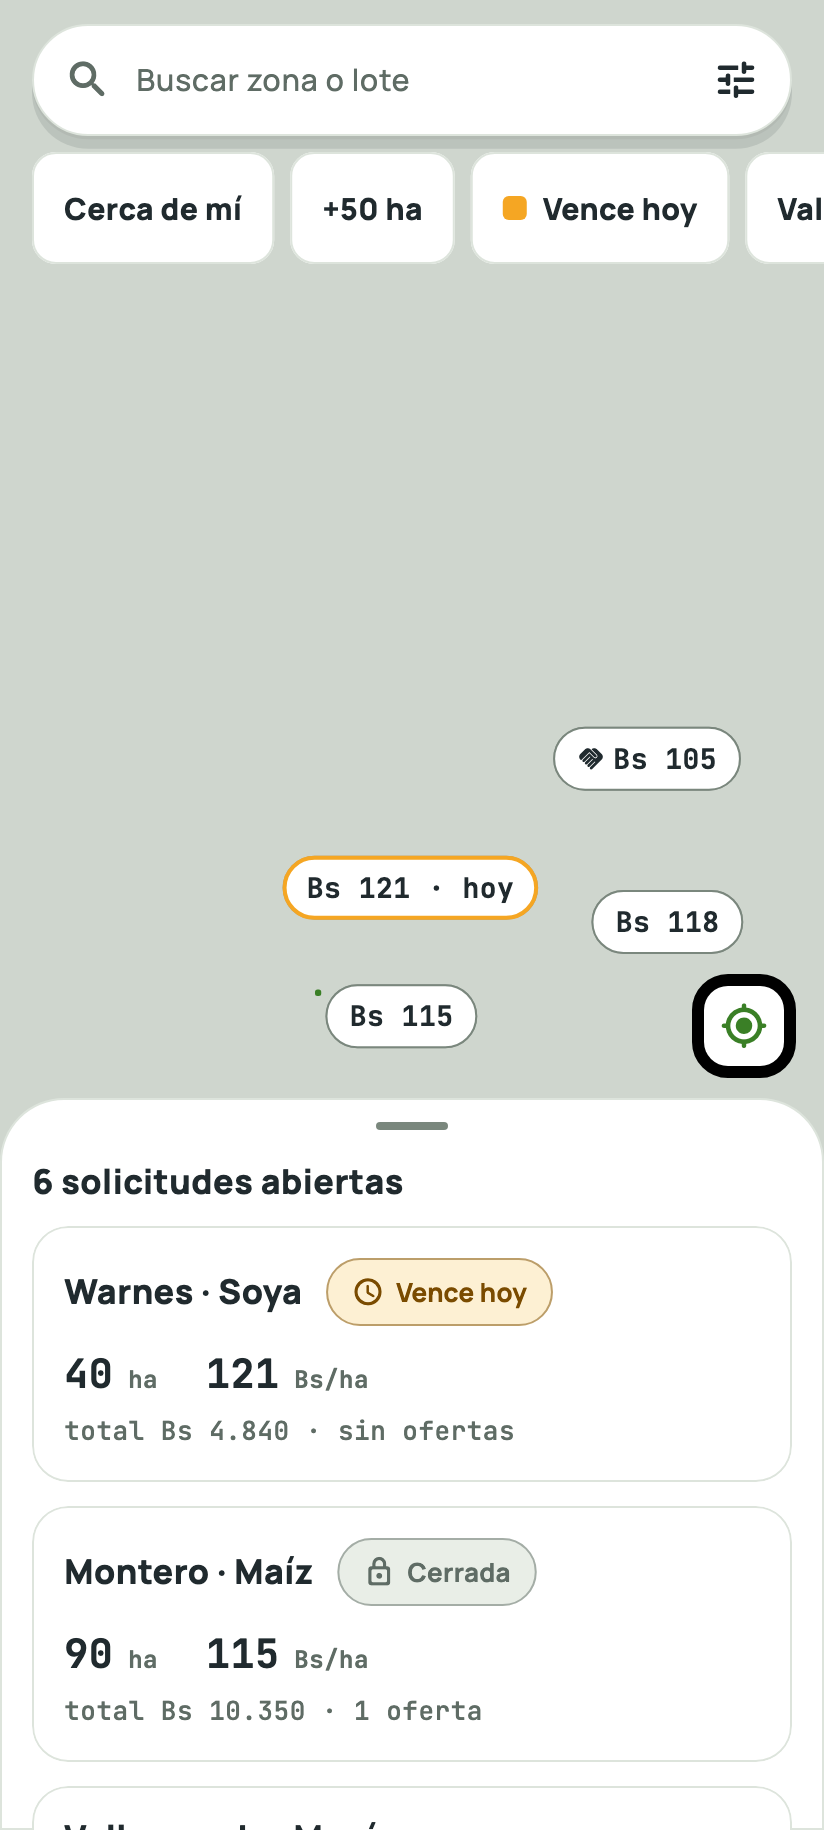 Buscar zona o lote
Cerca de mí
+50 ha
Vence hoy
Val
Bs 105
Bs 121 · hoy
Bs 118
Bs 115
6 solicitudes abiertas
Warnes · Soya
Vence hoy
40 ha 121 Bs/ha
total Bs 4.840 · sin ofertas
Montero · Maíz
Cerrada
90 ha 115 Bs/ha
total Bs 10.350 · 1 oferta